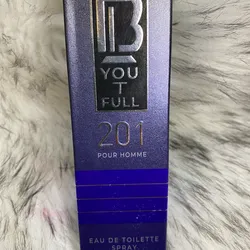 B
YOU
T
FULL
201
POUR HOMME
EAU DE TOILETTE
SPRAY